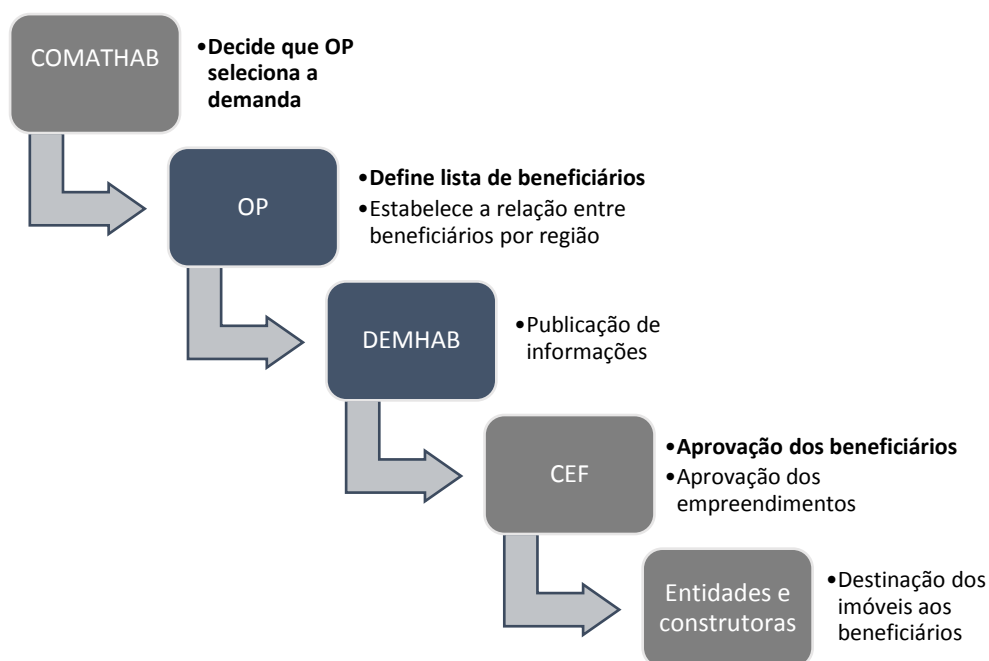 COMATHAB
•Decide que OP
seleciona a
demanda
OP
•Define lista de beneficiários
•Estabelece a relação entre
beneficiários por região
DEMHAB
•Publicação de
informações
CEF
•Aprovação dos beneficiários
•Aprovação dos
empreendimentos
Entidades e
construtoras
•Destinação dos
imóveis aos
beneficiários